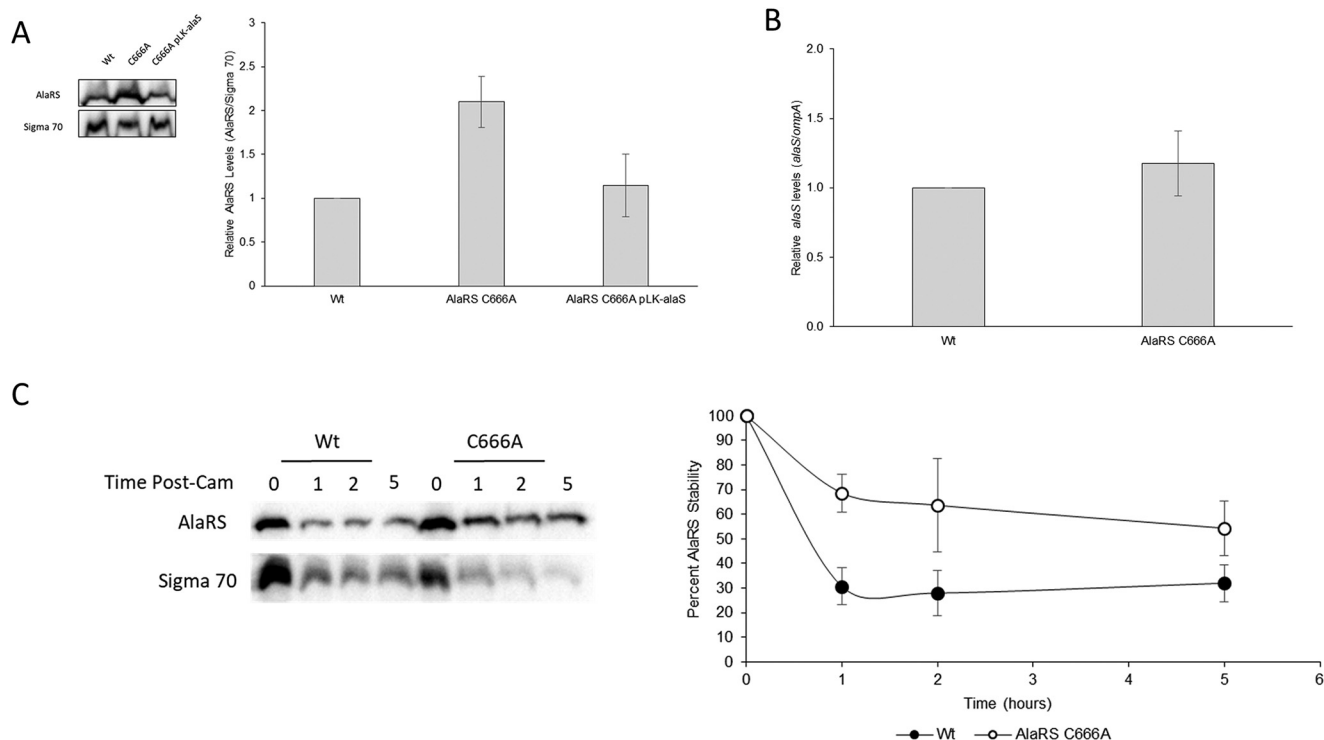 A
Wt
C666A
C666A pLK-alaS
AlaRS
Sigma 70
Relative AlaRS Levels (AlaRS/Sigma 70)
3
2.5
2
1.5
1
0.5
0
Wt
AlaRS C666A
AlaRS C666A pLK-alaS
B
Relative alaS levels (alaS/ompA)
2.0
1.5
1.0
0.5
0.0
Wt
AlaRS C666A
C
Wt
C666A
Time Post-Cam 0 1 2 5 0 1 2 5
AlaRS
Sigma 70
Percent AlaRS Stability
100
90
80
70
60
50
40
30
20
10
0
0 1 2 3 4 5 6
Time (hours)
Wt
AlaRS C666A